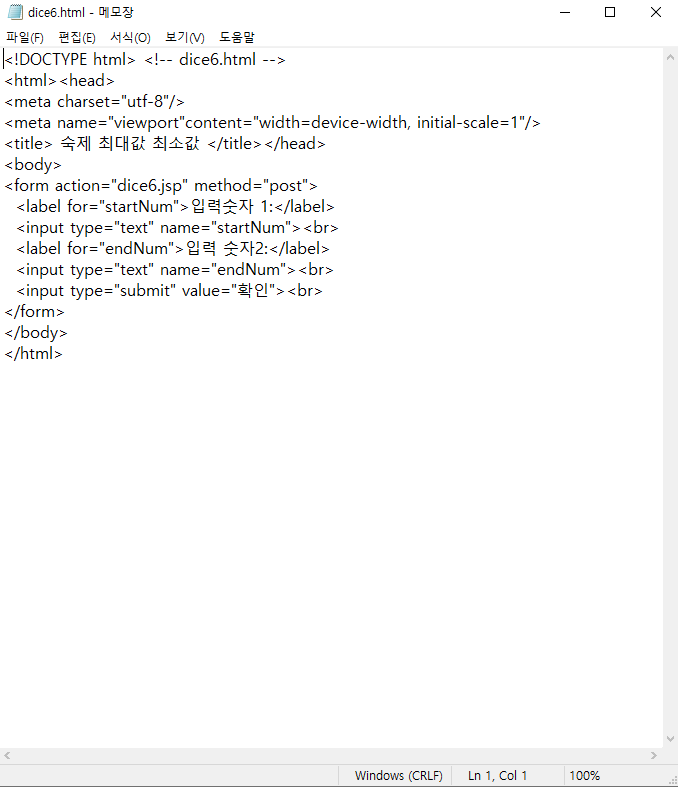 dice6.html - 메모장
파일(F) 편집(E) 서식(O) 보기(V) 도움말
<!DOCTYPE html> <!-- dice6.html -->
<html><head>
<meta charset="utf-8"/>
<meta name="viewport"content="width=device-width, initial-scale=1"/>
<title> 숙제 최대값 최소값 </title></head>
<body>
<form action="dice6.jsp" method="post">
  <label for="startNum">입력숫자 1:</label>
  <input type="text" name="startNum"><br>
  <label for="endNum">입력 숫자2:</label>
  <input type="text" name="endNum"><br>
  <input type="submit" value="확인"><br>
</form>
</body>
</html>
Windows (CRLF) Ln 1, Col 1 100%